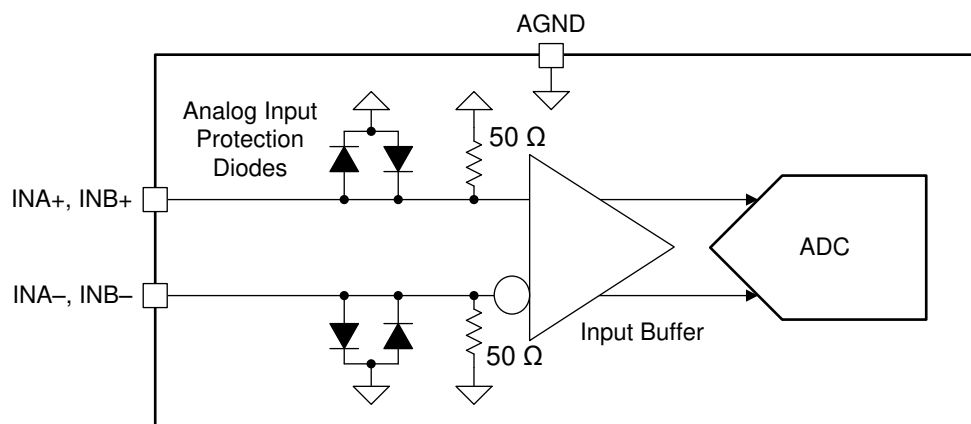 AGND
Analog Input
Protection
Diodes
50 Ω
INA+, INB+
ADC
INA–, INB–
Input Buffer
50 Ω